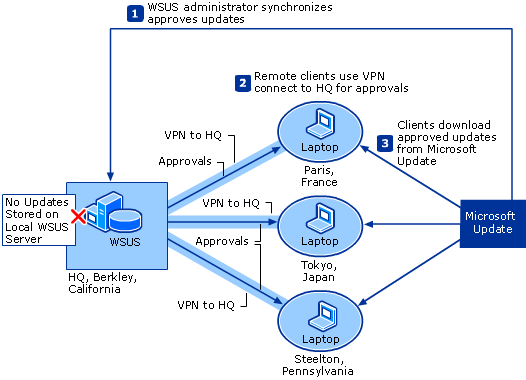 1 WSUS administrator synchronizes
approves updates
2 Remote clients use VPN
connect to HQ for approvals
Clients download
approved updates
3 from Microsoft
Update
VPN to HQ
Approvals
Laptop
Paris,
France
No Updates
Stored on
Local WSUS
Server
WSUS
HQ, Berkley,
California
VPN to HQ
Approvals
Laptop
Tokyo,
Japan
Microsoft
Update
VPN to HQ
Laptop
Steelton,
Pennsylvania